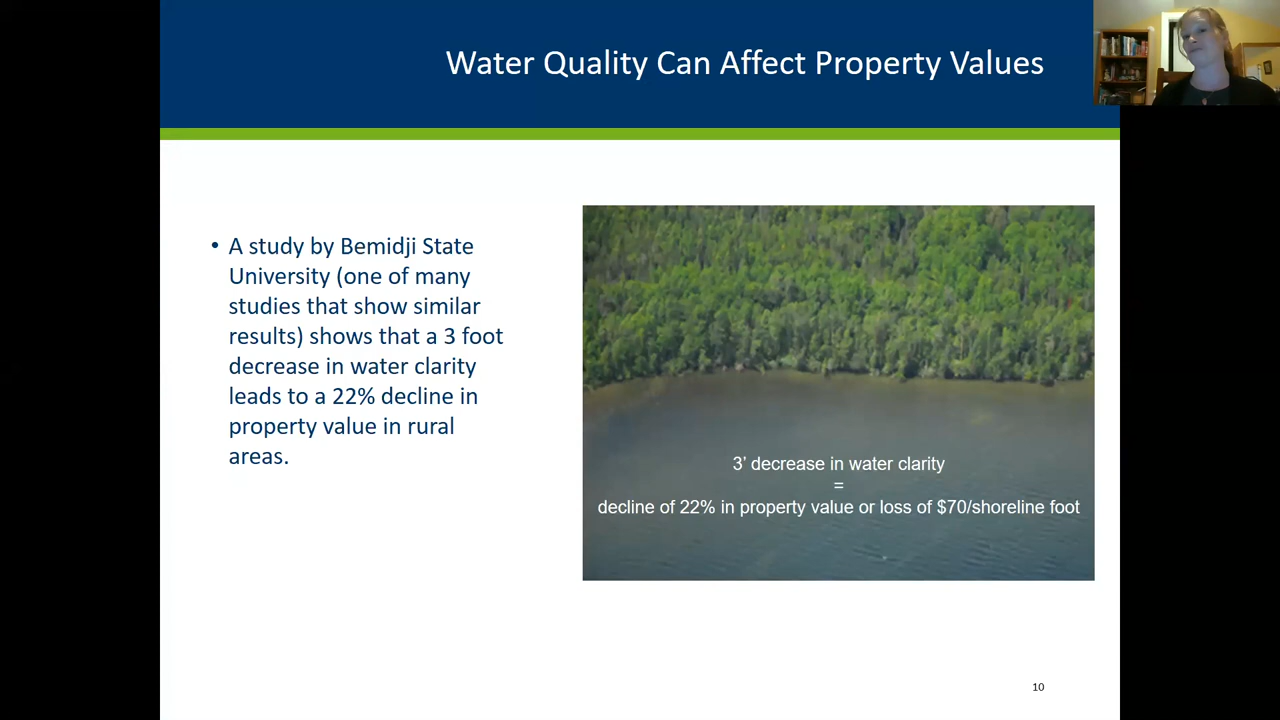 Water Quality Can Affect Property Values
• A study by Bemidji State
University (one of many
studies that show similar
results) shows that a 3 foot
decrease in water clarity
leads to a 22% decline in
property value in rural
areas.
3' decrease in water clarity
=
decline of 22% in property value or loss of $70/shoreline foot
10